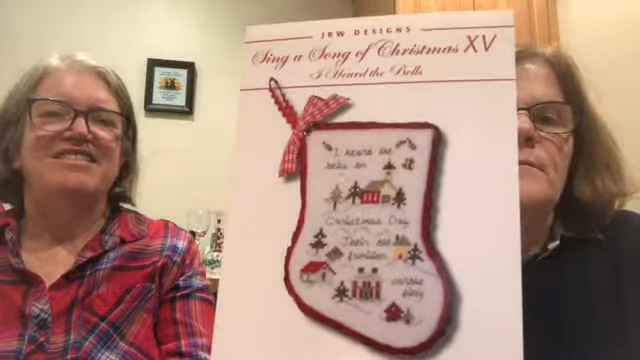 JBW DESIGNS
Sing a Song of Christmas XV
I Heard the Bells
I heard the
bells on
Christmas Day
Their old
familiar
carols
play